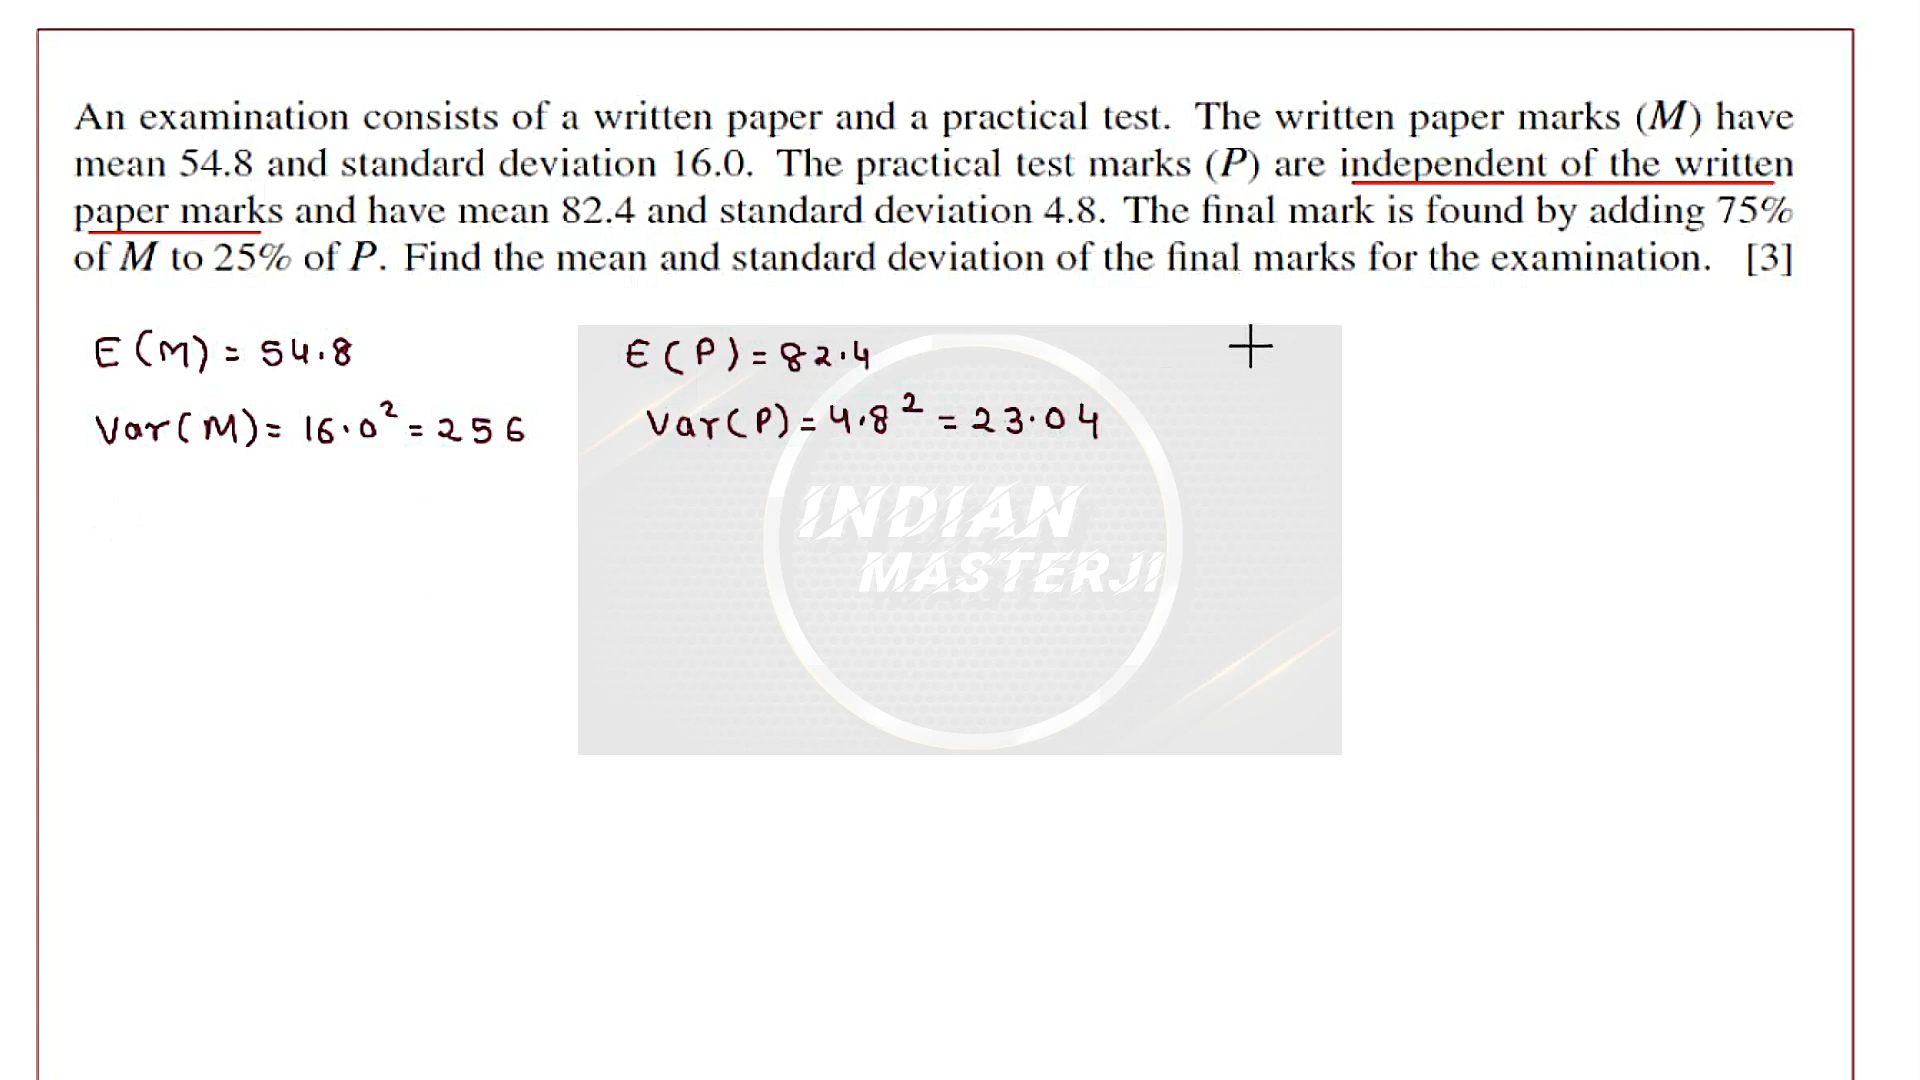 An examination consists of a written paper and a practical test. The written paper marks (M) have
mean 54.8 and standard deviation 16.0. The practical test marks (P) are independent of the written
paper marks and have mean 82.4 and standard deviation 4.8. The final mark is found by adding 75%
of M to 25% of P. Find the mean and standard deviation of the final marks for the examination. [3]
E(M) = 54.8
E(P) = 82.4
Var(M) = 16.0² = 256
Var(P) = 4.8² = 23.04
INDIAN
MASTERJI